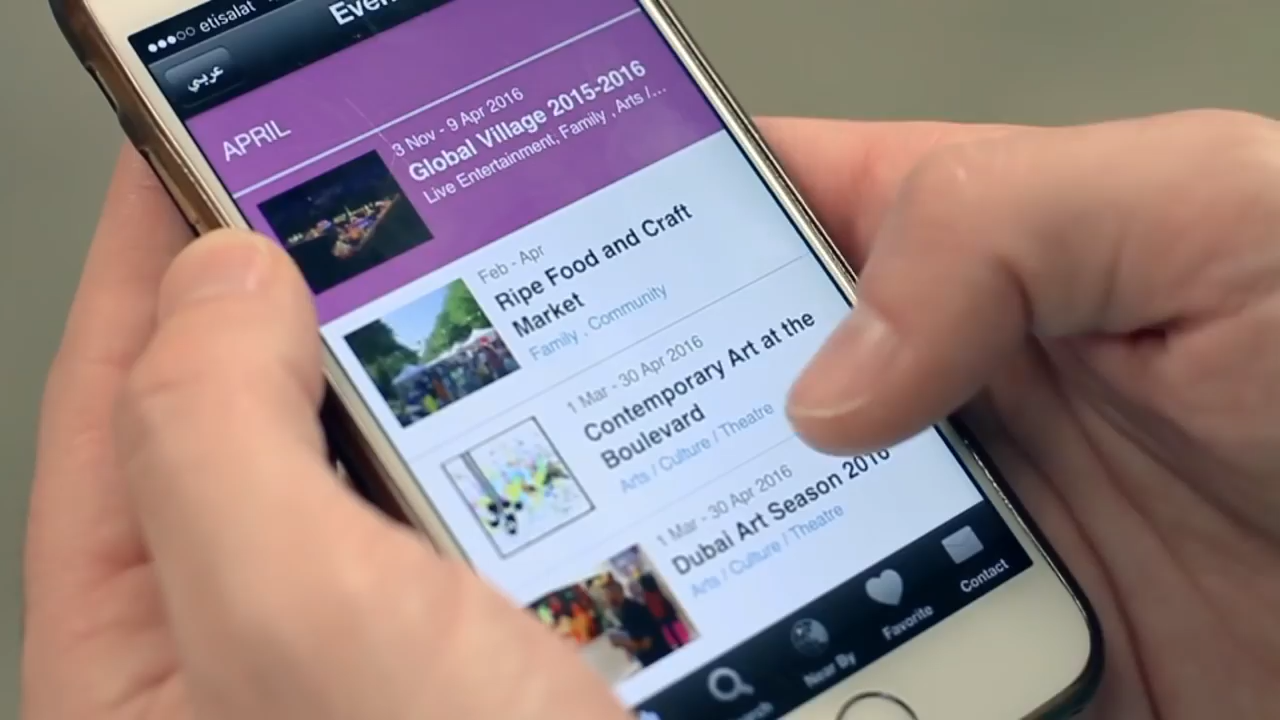 etisalat
عربي
APRIL
3 Nov - 9 Apr 2016
Global Village 2015-2016
Live Entertainment, Family , Arts /...
Feb - Apr
Ripe Food and Craft
Market
Family , Community
1 Mar - 30 Apr 2016
Contemporary Art at the
Boulevard
Arts / Culture / Theatre
1 Mar - 30 Apr 2016
Dubai Art Season 2016
Arts / Culture / Theatre
Near By
Favorite
Contact